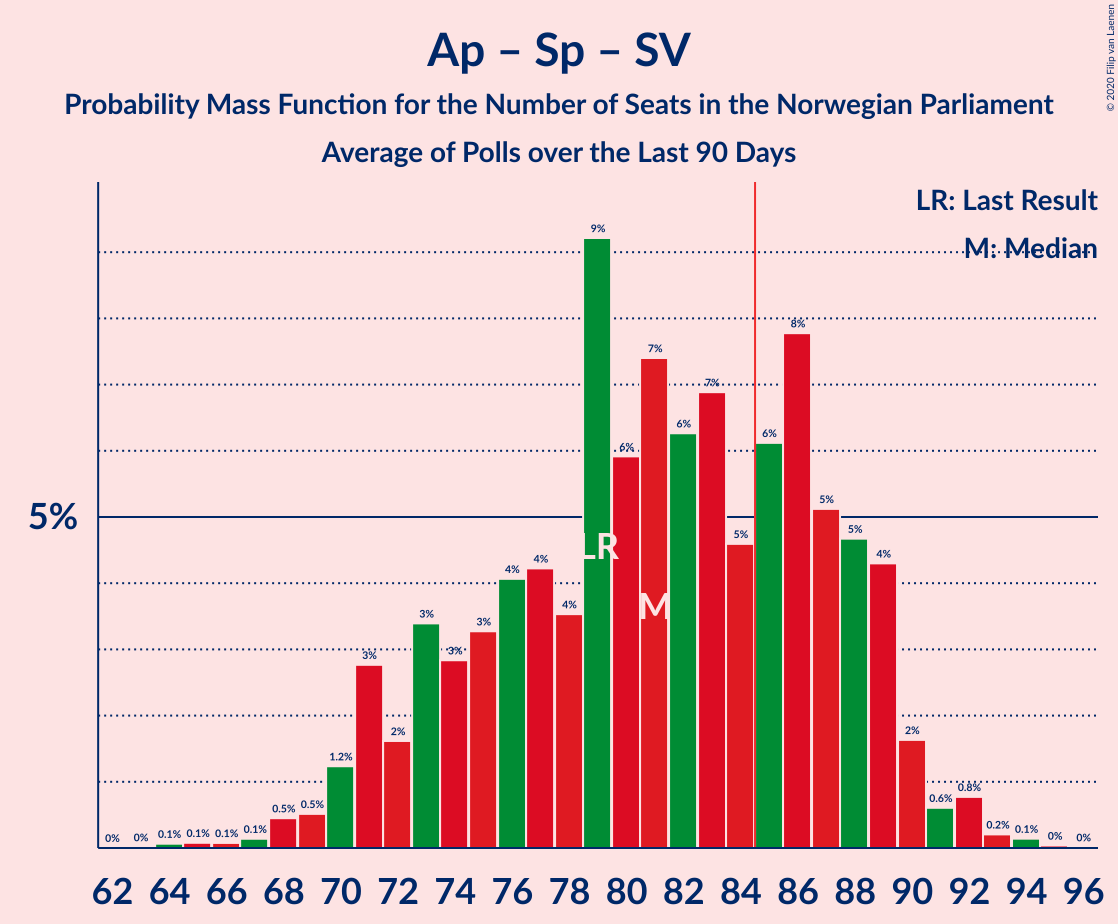 Ap – Sp – SV
Probability Mass Function for the Number of Seats in the Norwegian Parliament
Average of Polls over the Last 90 Days
© 2020 Filip van Laenen
LR: Last Result
M: Median
5%
0% 0% 0.1% 0.1% 0.1% 0.1% 0.5% 0.5% 1.2% 3% 2% 3% 3% 3% 4% 4% 4% 9% 6% 7% 6% 7% 5% 6% 8% 5% 5% 4% 2% 0.6% 0.8% 0.2% 0.1% 0% 0%
LR
M
62 64 66 68 70 72 74 76 78 80 82 84 86 88 90 92 94 96